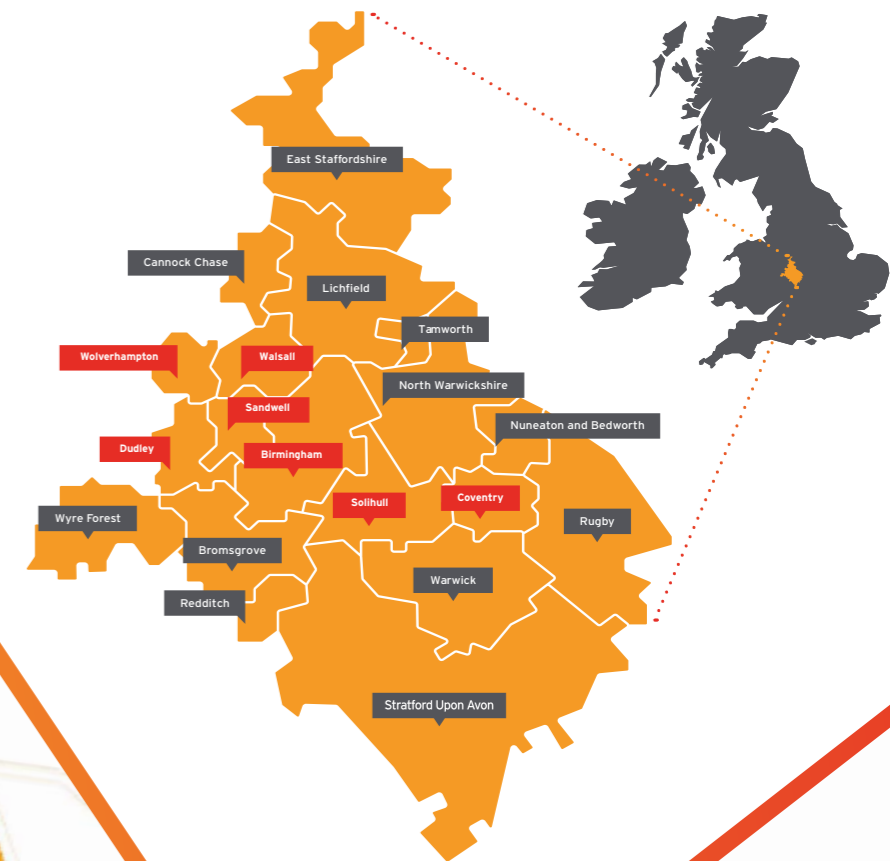 East Staffordshire
Cannock Chase
Lichfield
Tamworth
Wolverhampton
Walsall
North Warwickshire
Sandwell
Nuneaton and Bedworth
Dudley
Birmingham
Solihull
Coventry
Wyre Forest
Rugby
Bromsgrove
Warwick
Redditch
Stratford Upon Avon